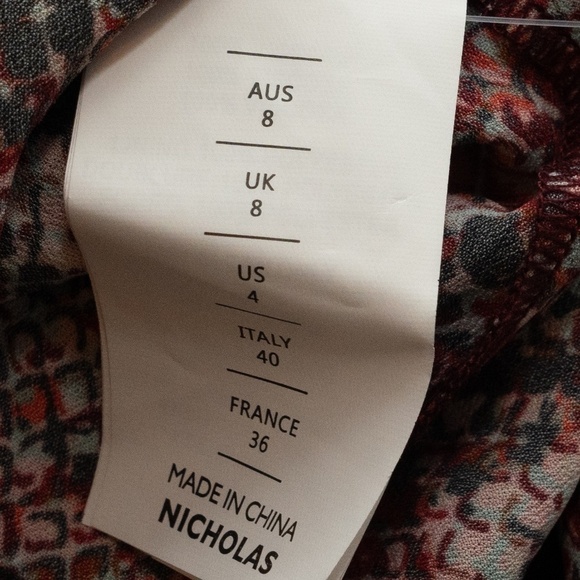 AUS
8
UK
8
US
4
ITALY
40
FRANCE
36
MADE IN CHINA
NICHOLAS